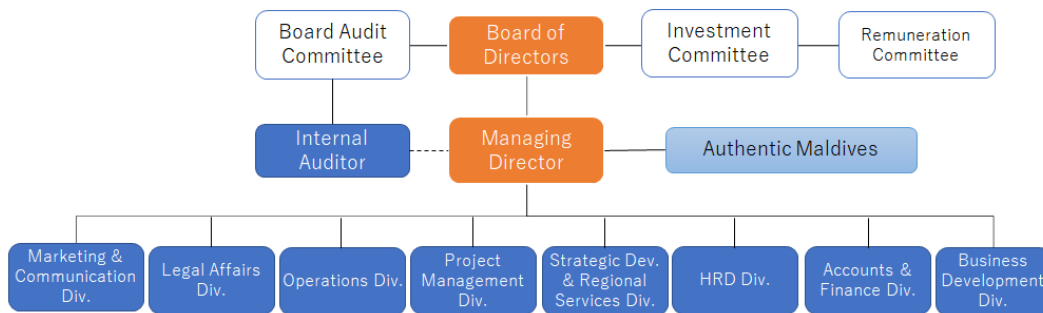 Board Audit
Committee
Board of
Directors
Investment
Committee
Remuneration
Committee
Internal
Auditor
Managing
Director
Authentic Maldives
Marketing &
Communication
Div.
Legal Affairs
Div.
Operations Div.
Project
Management
Div.
Strategic Dev.
& Regional
Services Div.
HRD Div.
Accounts &
Finance Div.
Business
Development
Div.